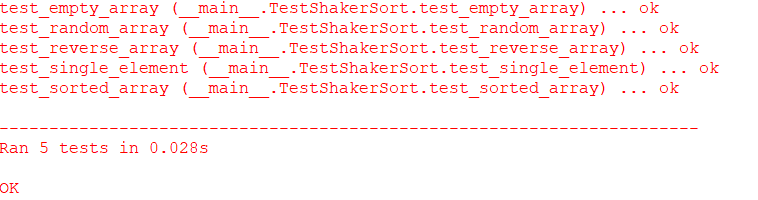 test_empty_array (__main__.TestShakerSort.test_empty_array) ... ok
test_random_array (__main__.TestShakerSort.test_random_array) ... ok
test_reverse_array (__main__.TestShakerSort.test_reverse_array) ... ok
test_single_element (__main__.TestShakerSort.test_single_element) ... ok
test_sorted_array (__main__.TestShakerSort.test_sorted_array) ... ok
----------------------------------------------------------------------
Ran 5 tests in 0.028s
OK